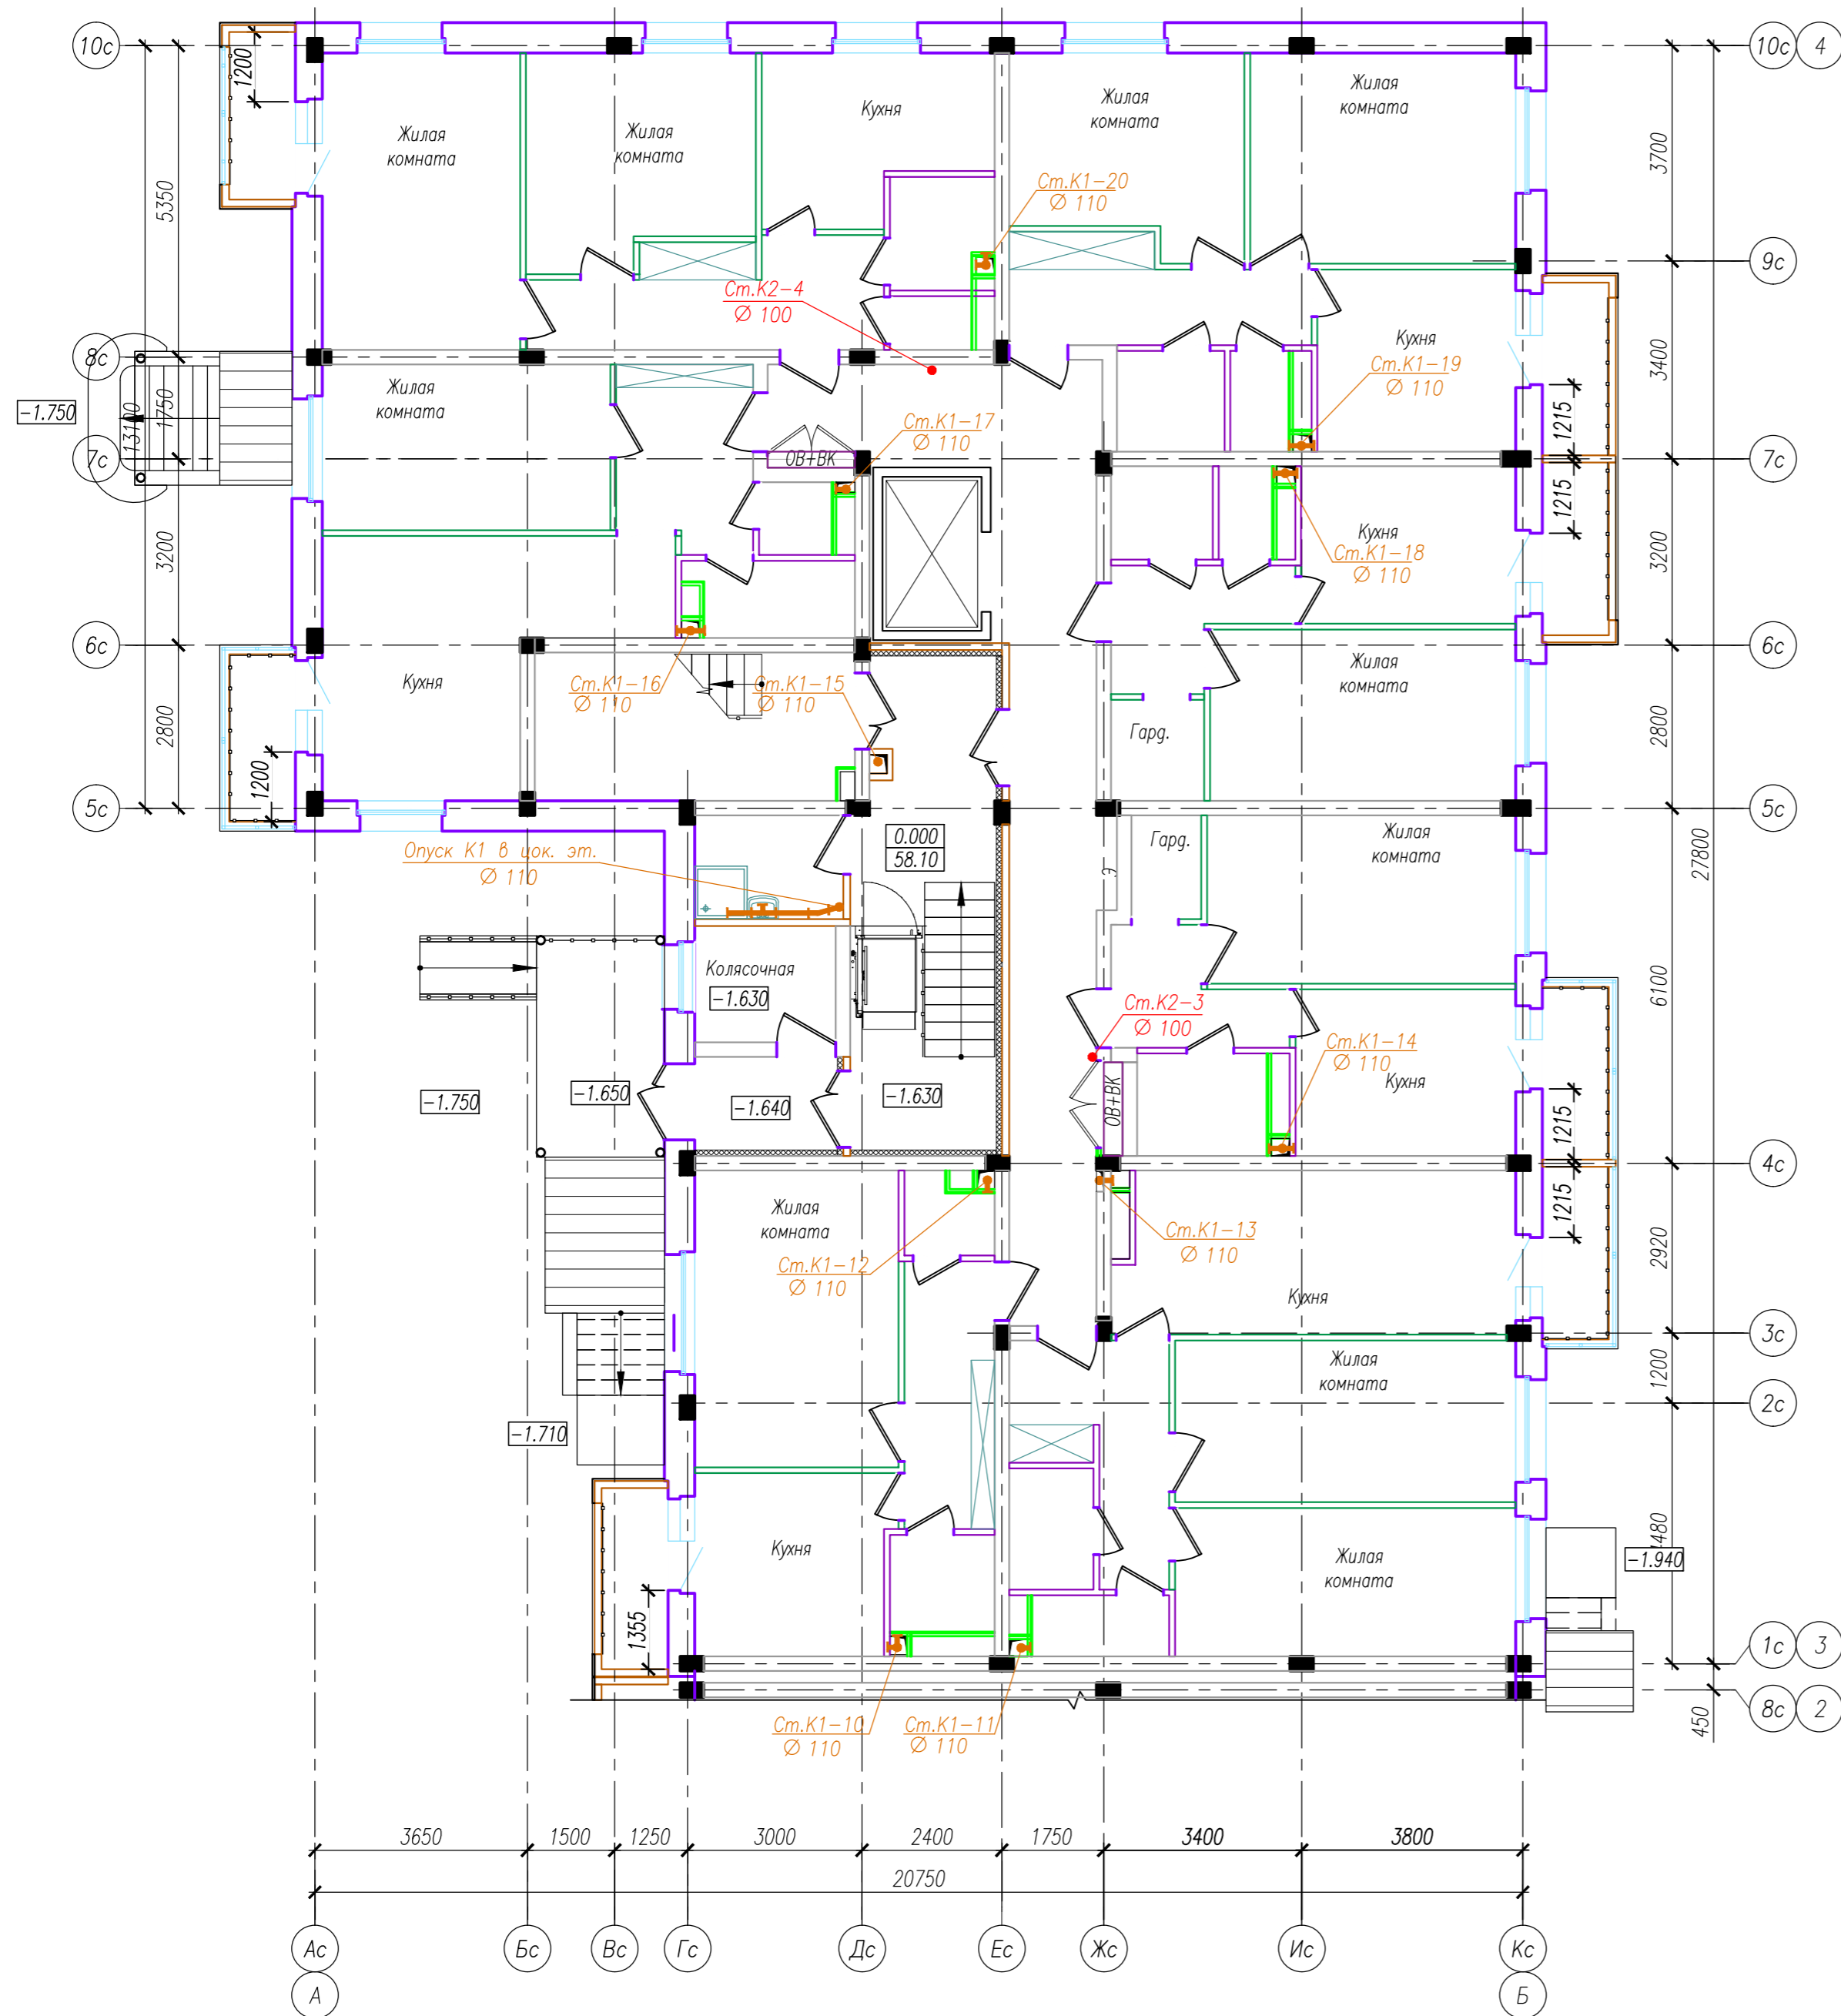 10с
10с
4
1200
Жилая
комната
Жилая
комната
Кухня
Жилая
комната
Жилая
комната
3700
5350
Ст.К1-20
Ø 110
9с
Ст.К2-4
Ø 100
Кухня
3400
8с
Ст.К1-19
Ø 110
Жилая
комната
-1.750
13100
1750
1215
Ст.К1-17
Ø 110
7с
ОВ+ВК
7с
1215
3200
Кухня
Ст.К1-18
Ø 110
3200
6с
6с
Кухня
Ст.К1-16
Ø 110
Ст.К1-15
Ø 110
Жилая
комната
2800
Гард.
2800
1200
5с
5с
Опуск К1 в цок. эт.
Ø 110
0.000
58.10
Гард.
Жилая
комната
Э
27800
Колясочная
-1.630
6100
Ст.К2-3
Ø 100
Ст.К1-14
Ø 110
Кухня
-1.750
-1.650
-1.640
-1.630
ОВ+ВК
1215
4с
Жилая
комната
1215
Ст.К1-13
Ø 110
Ст.К1-12
Ø 110
2920
Кухня
3с
Жилая
комната
1200
2с
-1.710
Кухня
Жилая
комната
4480
-1.940
1355
1с
3
Ст.К1-10
Ø 110
Ст.К1-11
Ø 110
450
8с
2
3650
1500
1250
3000
2400
1750
3400
3800
20750
Ас
Бс
Вс
Гс
Дс
Ес
Жс
Ис
Кс
А
Б